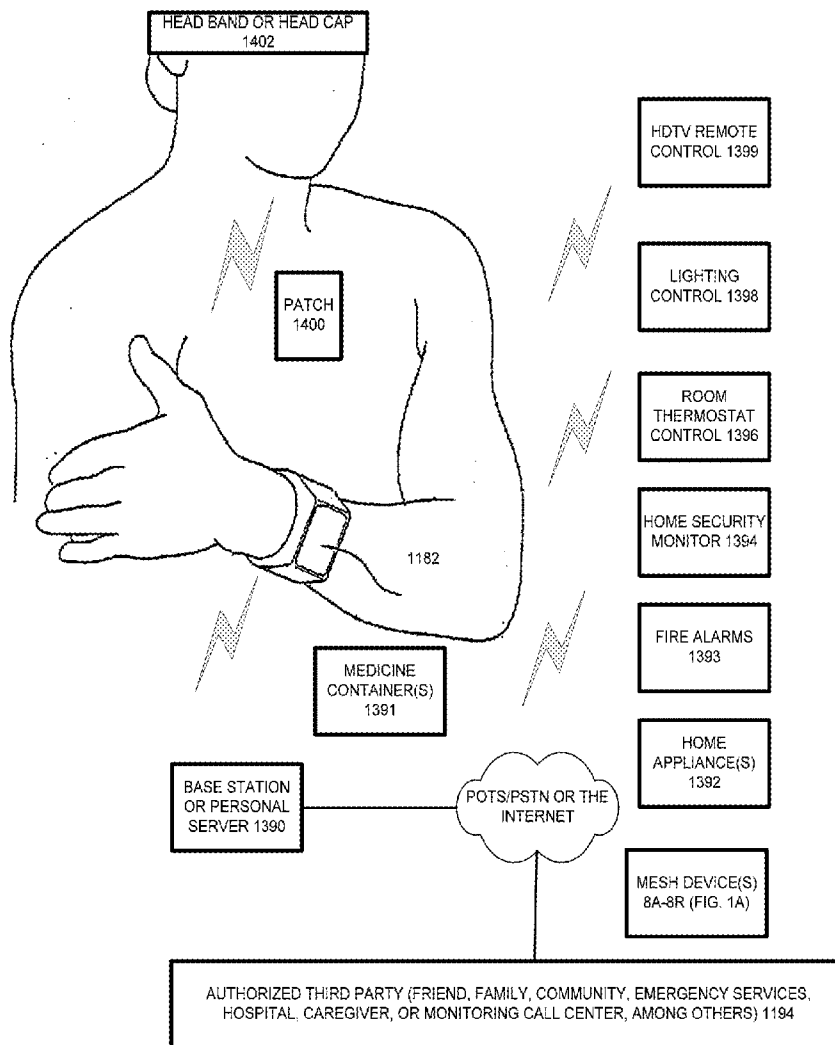 HEAD BAND OR HEAD CAP
1402
HDTV REMOTE
CONTROL 1399
LIGHTING
CONTROL 1398
PATCH
1400
ROOM
THERMOSTAT
CONTROL 1396
HOME SECURITY
MONITOR 1394
1182
FIRE ALARMS
1393
MEDICINE
CONTAINER(S)
1391
HOME
APPLIANCE(S)
1392
BASE STATION
OR PERSONAL
SERVER 1390
POTS/PSTN OR THE
INTERNET
MESH DEVICE(S)
8A-8R (FIG. 1A)
AUTHORIZED THIRD PARTY (FRIEND, FAMILY, COMMUNITY, EMERGENCY SERVICES,
HOSPITAL, CAREGIVER, OR MONITORING CALL CENTER, AMONG OTHERS) 1194